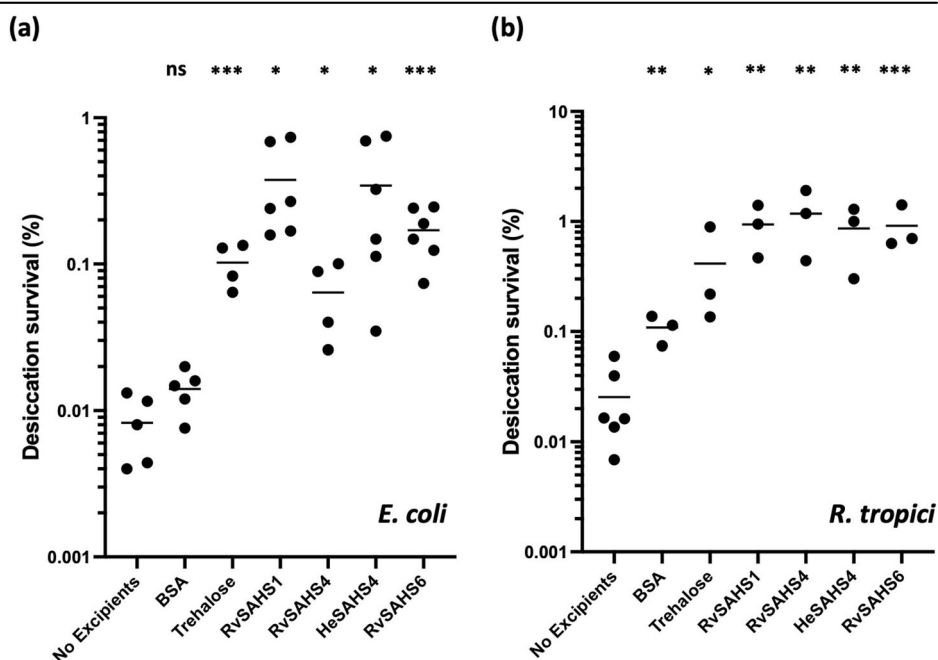 (a)
ns *** * * * ***
Desiccation survival (%)
1
0.1
0.01
0.001
E. coli
No Excipients
BSA
Trehalose
RvSAHS1
RvSAHS4
HeSAHS4
RvSAHS6
(b)
** * ** ** ** ***
Desiccation survival (%)
10
1
0.1
0.01
0.001
R. tropici
No Excipients
BSA
Trehalose
RvSAHS1
RvSAHS4
HeSAHS4
RvSAHS6